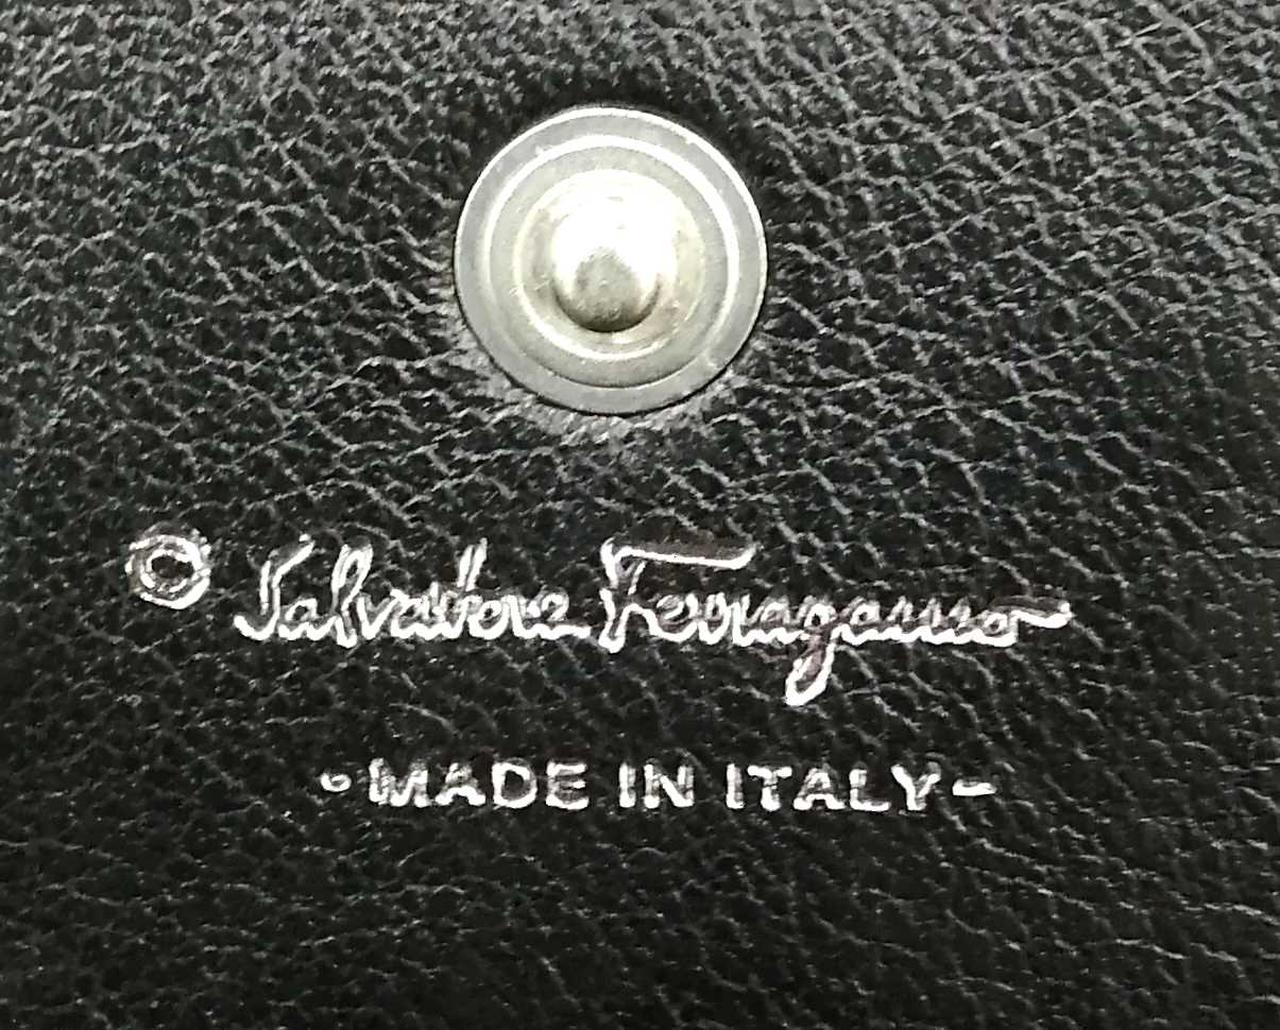 © Salvatore Ferragamo
-MADE IN ITALY-